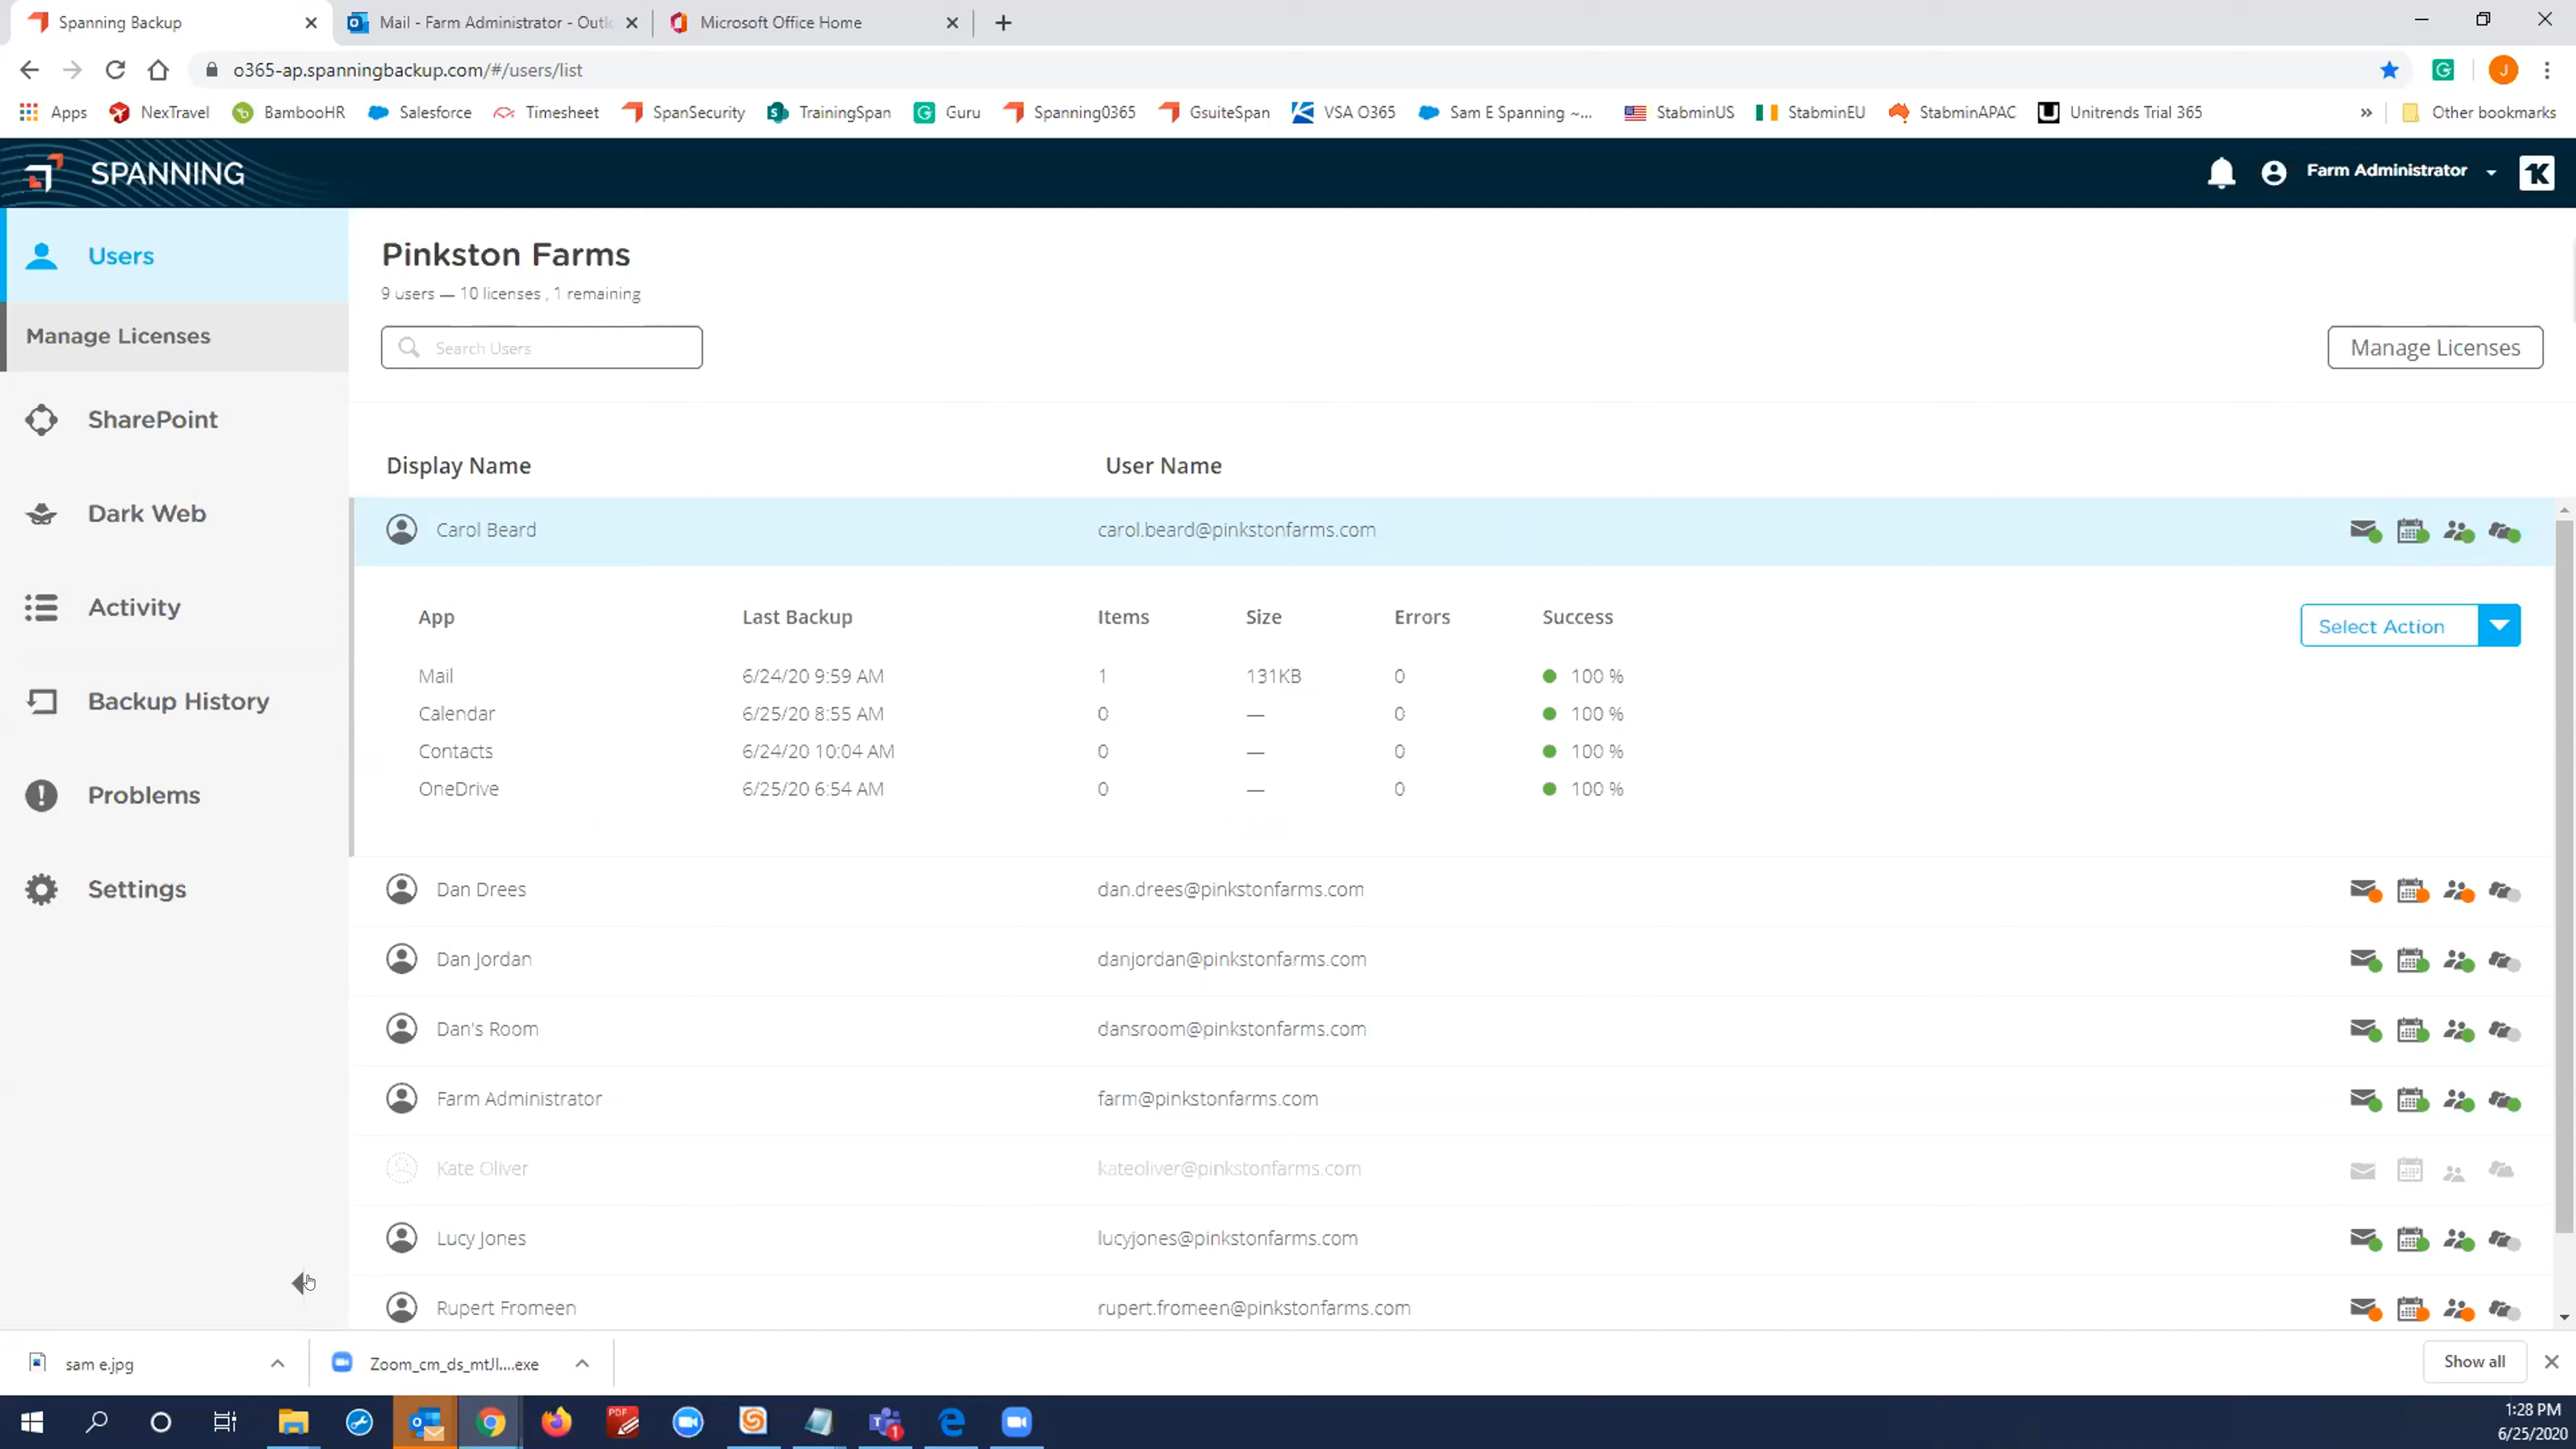 Spanning Backup
Mail - Farm Administrator - Outlo
Microsoft Office Home
o365-ap.spanningbackup.com/#/users/list
J
Apps
NexTravel
BambooHR
Salesforce
Timesheet
SpanSecurity
TrainingSpan
Guru
Spanning0365
GsuiteSpan
VSA O365
Sam E Spanning ~...
StabminUS
StabminEU
StabminAPAC
Unitrends Trial 365
»
Other bookmarks
SPANNING
Farm Administrator
Users
Manage Licenses
SharePoint
Dark Web
Activity
Backup History
Problems
Settings
Pinkston Farms
9 users — 10 licenses , 1 remaining
Search Users
Manage Licenses
Display Name User Name
Carol Beard carol.beard@pinkstonfarms.com
App Last Backup Items Size Errors Success
Select Action
Mail 6/24/20 9:59 AM 1 131KB 0 100 %
Calendar 6/25/20 8:55 AM 0 — 0 100 %
Contacts 6/24/20 10:04 AM 0 — 0 100 %
OneDrive 6/25/20 6:54 AM 0 — 0 100 %
Dan Drees dan.drees@pinkstonfarms.com
Dan Jordan danjordan@pinkstonfarms.com
Dan's Room dansroom@pinkstonfarms.com
Farm Administrator farm@pinkstonfarms.com
Kate Oliver kateoliver@pinkstonfarms.com
Lucy Jones lucyjones@pinkstonfarms.com
Rupert Fromeen rupert.fromeen@pinkstonfarms.com
sam e.jpg
Zoom_cm_ds_mtJl....exe
Show all
PDF
1
1:28 PM
6/25/2020